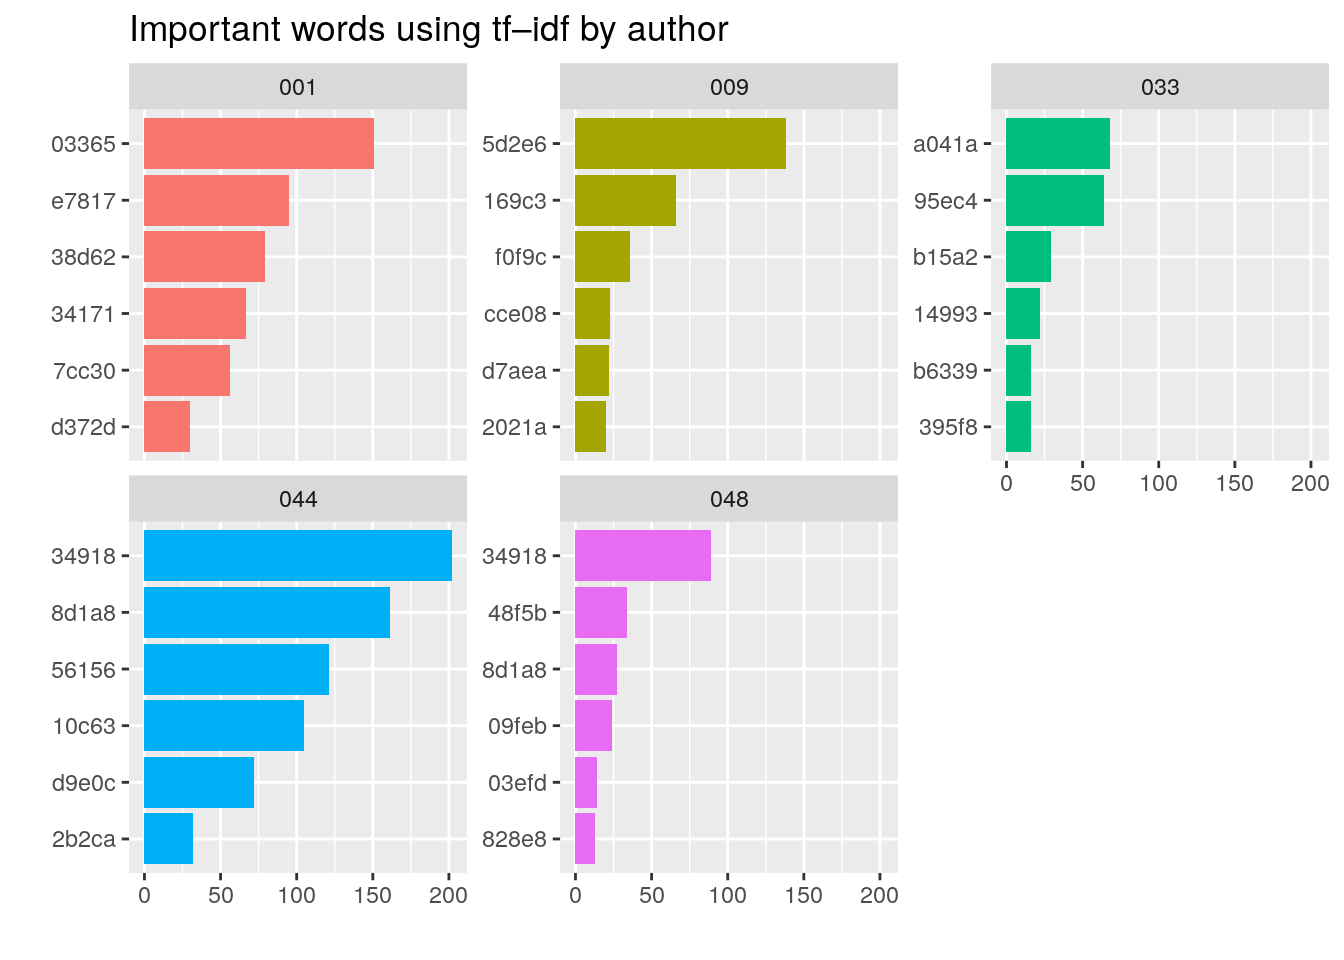 Important words using tf–idf by author
001
03365
e7817
38d62
34171
7cc30
d372d
009
5d2e6
169c3
f0f9c
cce08
d7aea
2021a
033
a041a
95ec4
b15a2
14993
b6339
395f8
0 50 100 150 200
044
34918
8d1a8
56156
10c63
d9e0c
2b2ca
0 50 100 150 200
048
34918
48f5b
8d1a8
09feb
03efd
828e8
0 50 100 150 200